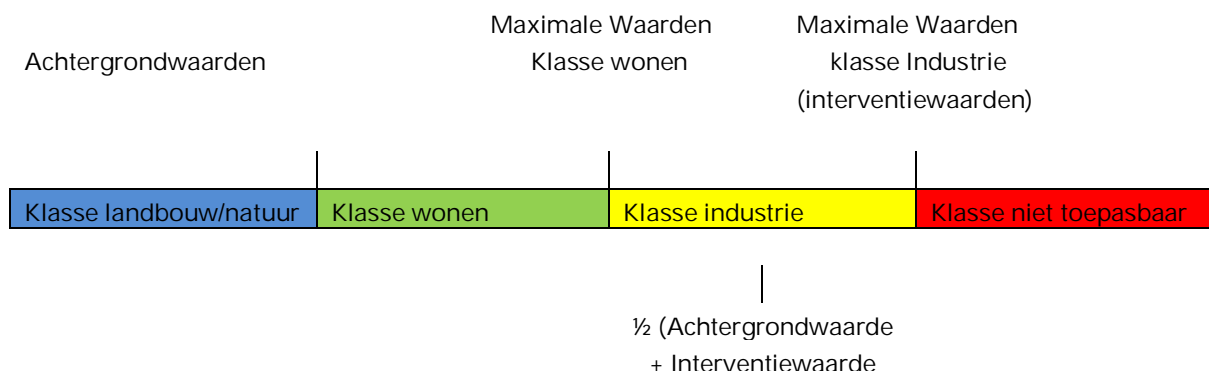 Achtergrondwaarden
Maximale Waarden
Klasse wonen
Maximale Waarden
klasse Industrie
(interventiewaarden)
Klasse landbouw/natuur
Klasse wonen
Klasse industrie
Klasse niet toepasbaar
½ (Achtergrondwaarde
+ Interventiewaarde